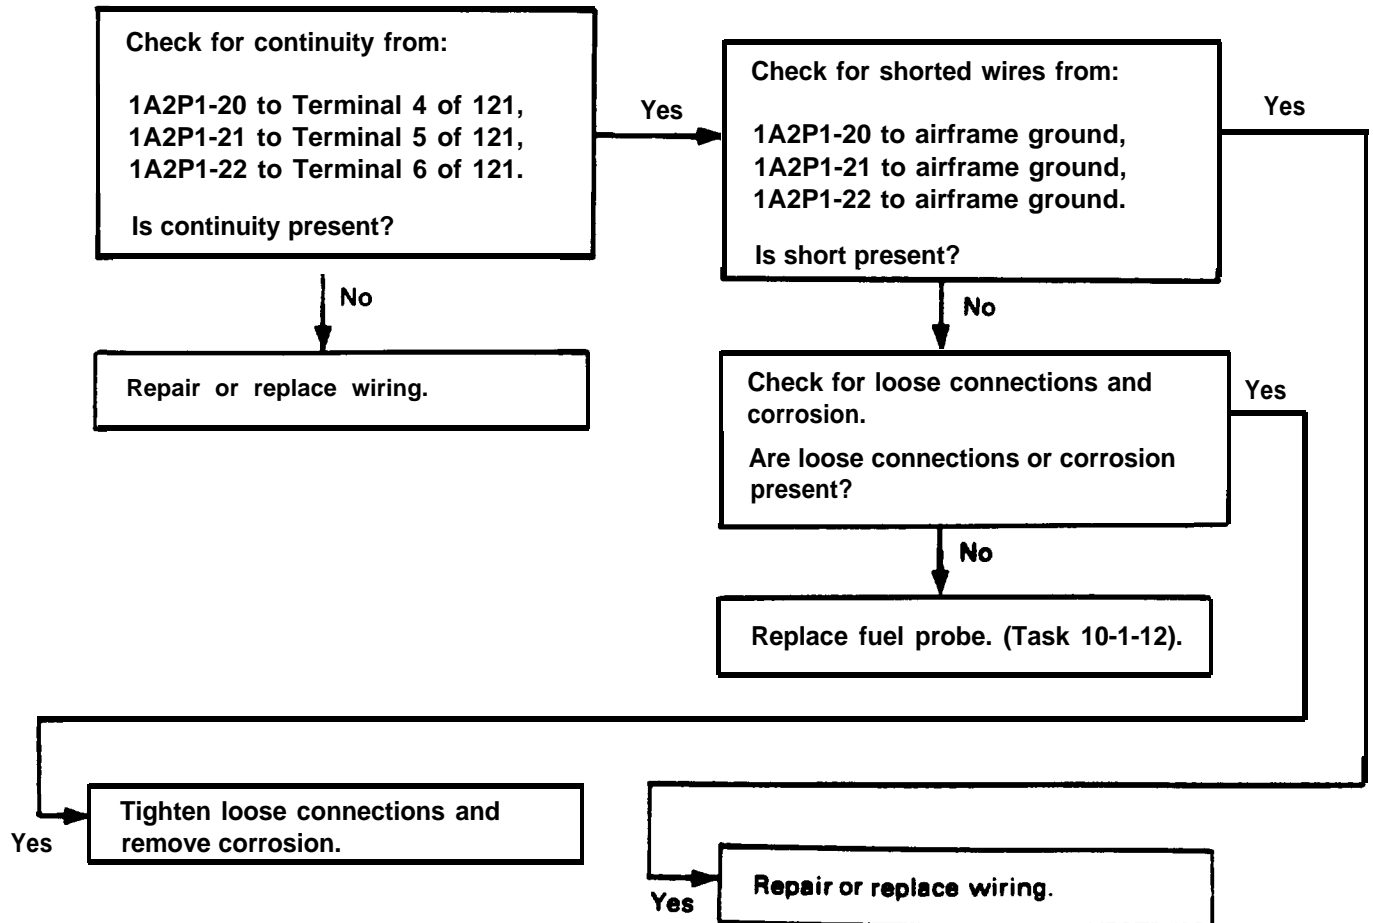 Check for continuity from:
1A2P1-20 to Terminal 4 of 121,
1A2P1-21 to Terminal 5 of 121,
1A2P1-22 to Terminal 6 of 121.
Is continuity present?
Yes
No
Repair or replace wiring.
Check for shorted wires from:
1A2P1-20 to airframe ground,
1A2P1-21 to airframe ground,
1A2P1-22 to airframe ground.
Is short present?
Yes
No
Check for loose connections and
corrosion.
Are loose connections or corrosion
present?
Yes
No
Replace fuel probe. (Task 10-1-12).
Yes
Tighten loose connections and
remove corrosion.
Yes
Repair or replace wiring.